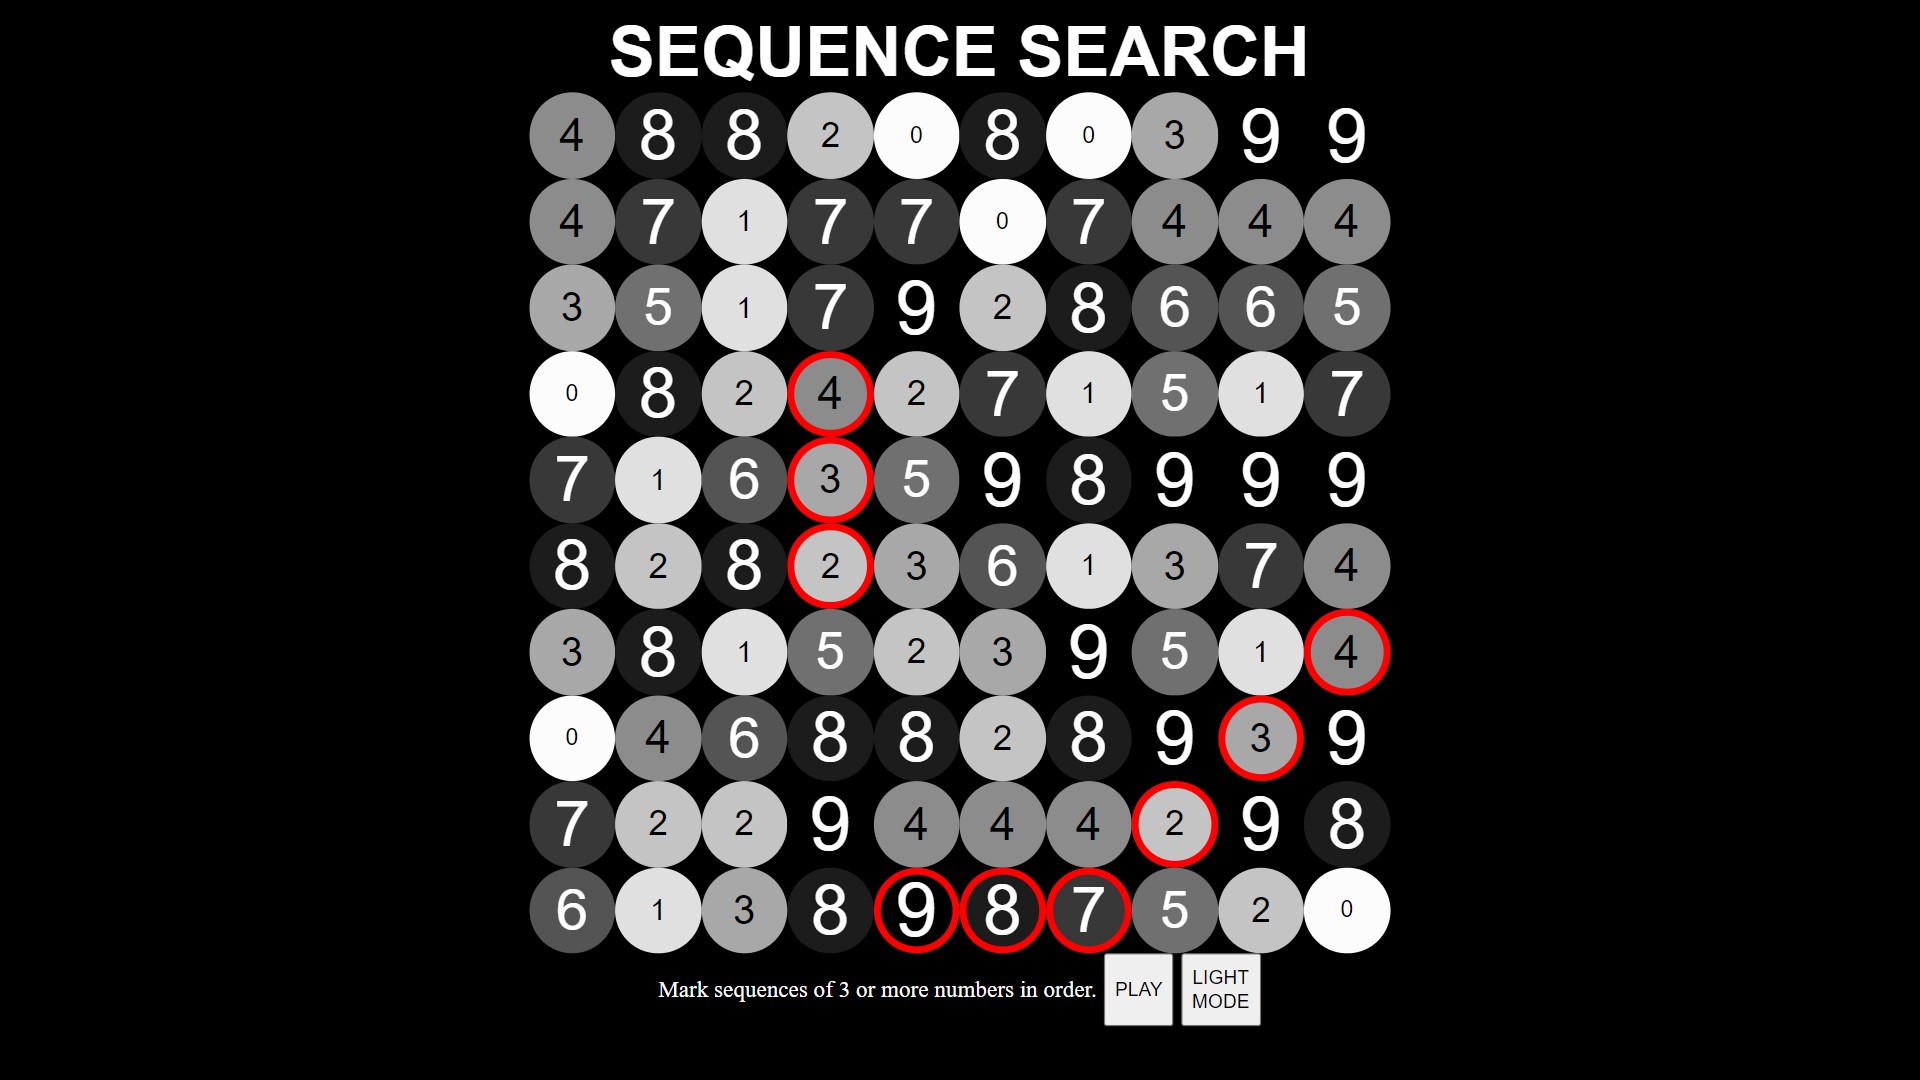 SEQUENCE SEARCH
4 8 8 2 0 8 0 3 9 9
4 7 1 7 7 0 7 4 4 4
3 5 1 7 9 2 8 6 6 5
0 8 2 4 2 7 1 5 1 7
7 1 6 3 5 9 8 9 9 9
8 2 8 2 3 6 1 3 7 4
3 8 1 5 2 3 9 5 1 4
0 4 6 8 8 2 8 9 3 9
7 2 2 9 4 4 4 2 9 8
6 1 3 8 9 8 7 5 2 0
Mark sequences of 3 or more numbers in order.
PLAY
LIGHT
MODE